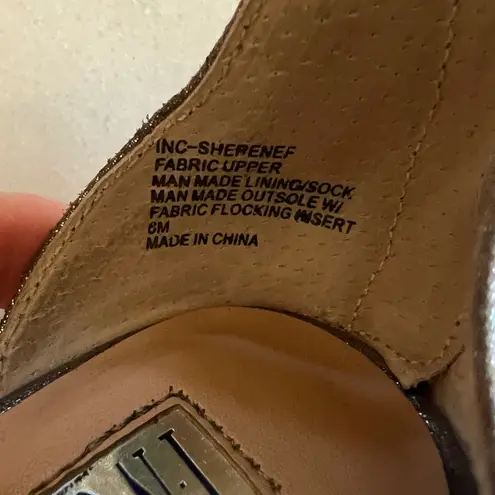 INC-SHERENEF
FABRIC UPPER
MAN MADE LINING/SOCK
MAN MADE OUTSOLE W/
FABRIC FLOCKING INSERT
6M
MADE IN CHINA